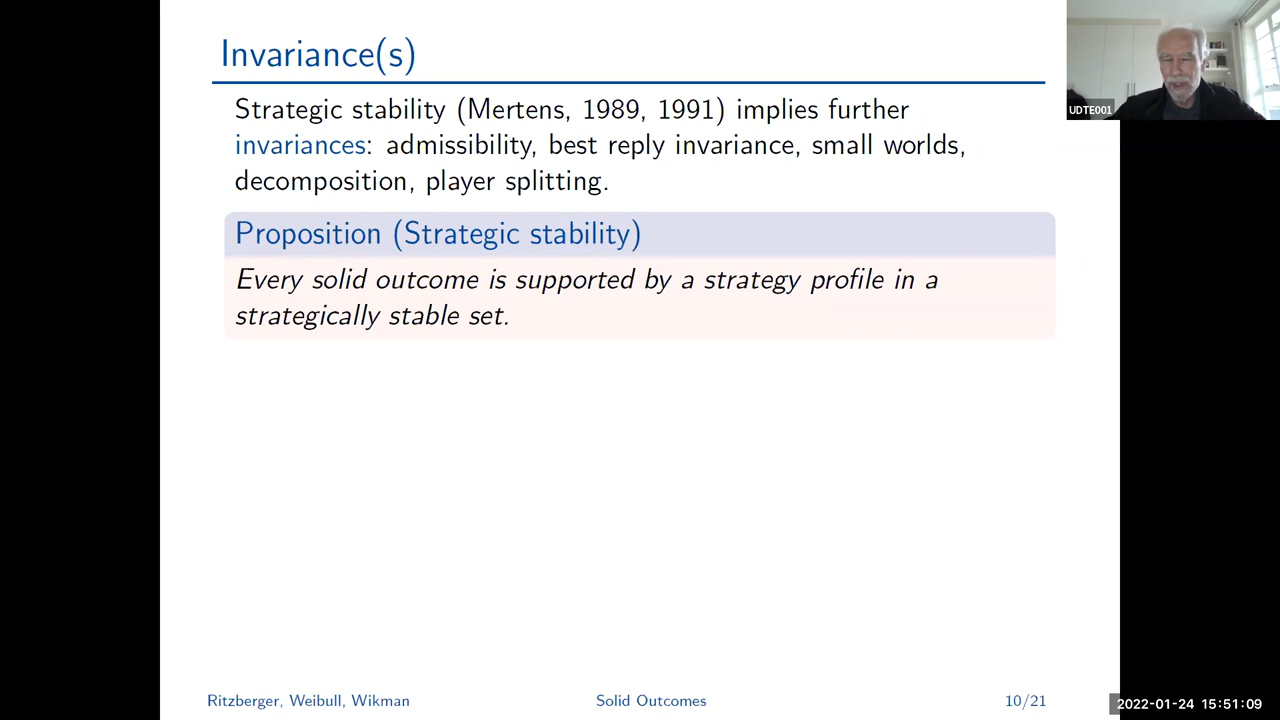 Invariance(s)
UDTE001
Strategic stability (Mertens, 1989, 1991) implies further
invariances: admissibility, best reply invariance, small worlds,
decomposition, player splitting.
Proposition (Strategic stability)
Every solid outcome is supported by a strategy profile in a
strategically stable set.
Ritzberger, Weibull, Wikman
Solid Outcomes
10/21
2022-01-24 15:51:09